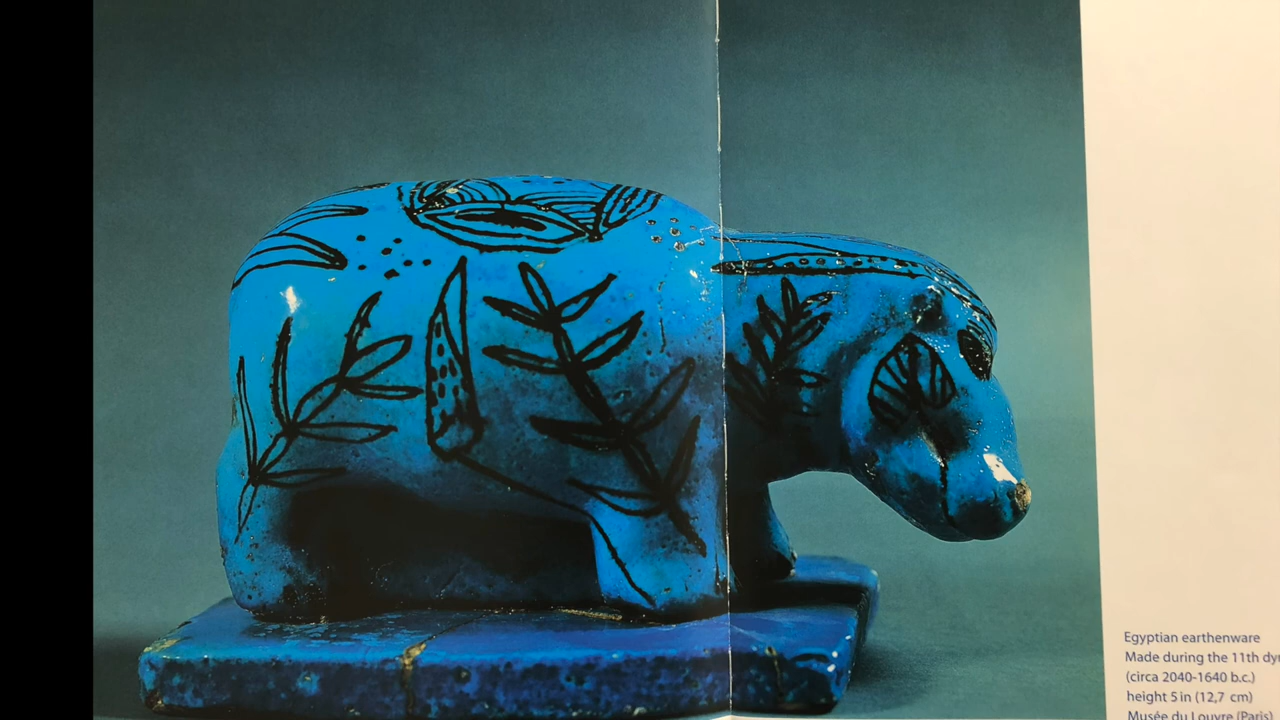 Egyptian earthenware
Made during the 11th
(circa 2040-1640 b.c.)
height 5 in (12,7 cm)
Musée du Louvre (Paris)